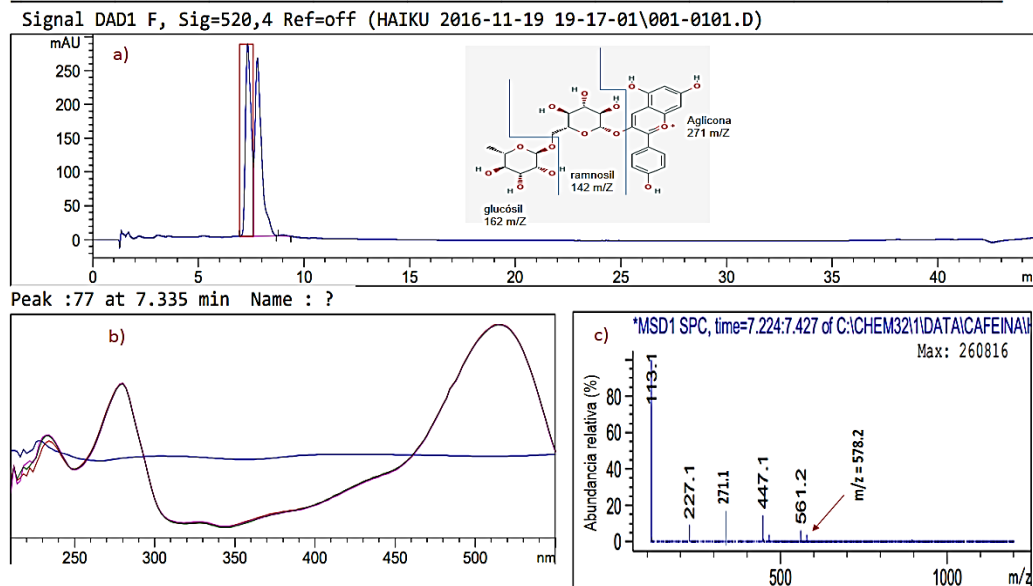 Signal DAD1 F, Sig=520,4 Ref=off (HAIKU 2016-11-19 19-17-01\001-0101.D)
mAU
a)
250
200
150
100
50
0
0 5 10 15 20 25 30 35 40 m
O H
O H
O
H
O
H
O
H
O
H
O
O
O
O
O
O+
O
H
O
H
O
H
O
H
Aglicona
271 m/Z
ramnosil
142 m/Z
glucósil
162 m/Z
Peak :77 at 7.335 min Name : ?
b)
250 300 350 400 450 500 nm
c)
*MSD1 SPC, time=7.224:7.427 of C:\CHEM32\1\DATA\CAFEINA\
Max: 260816
Abundancia relativa (%)
80
60
40
20
0
113.1
227.1
271.1
447.1
561.2
m/z = 578.2
500 1000 m/z